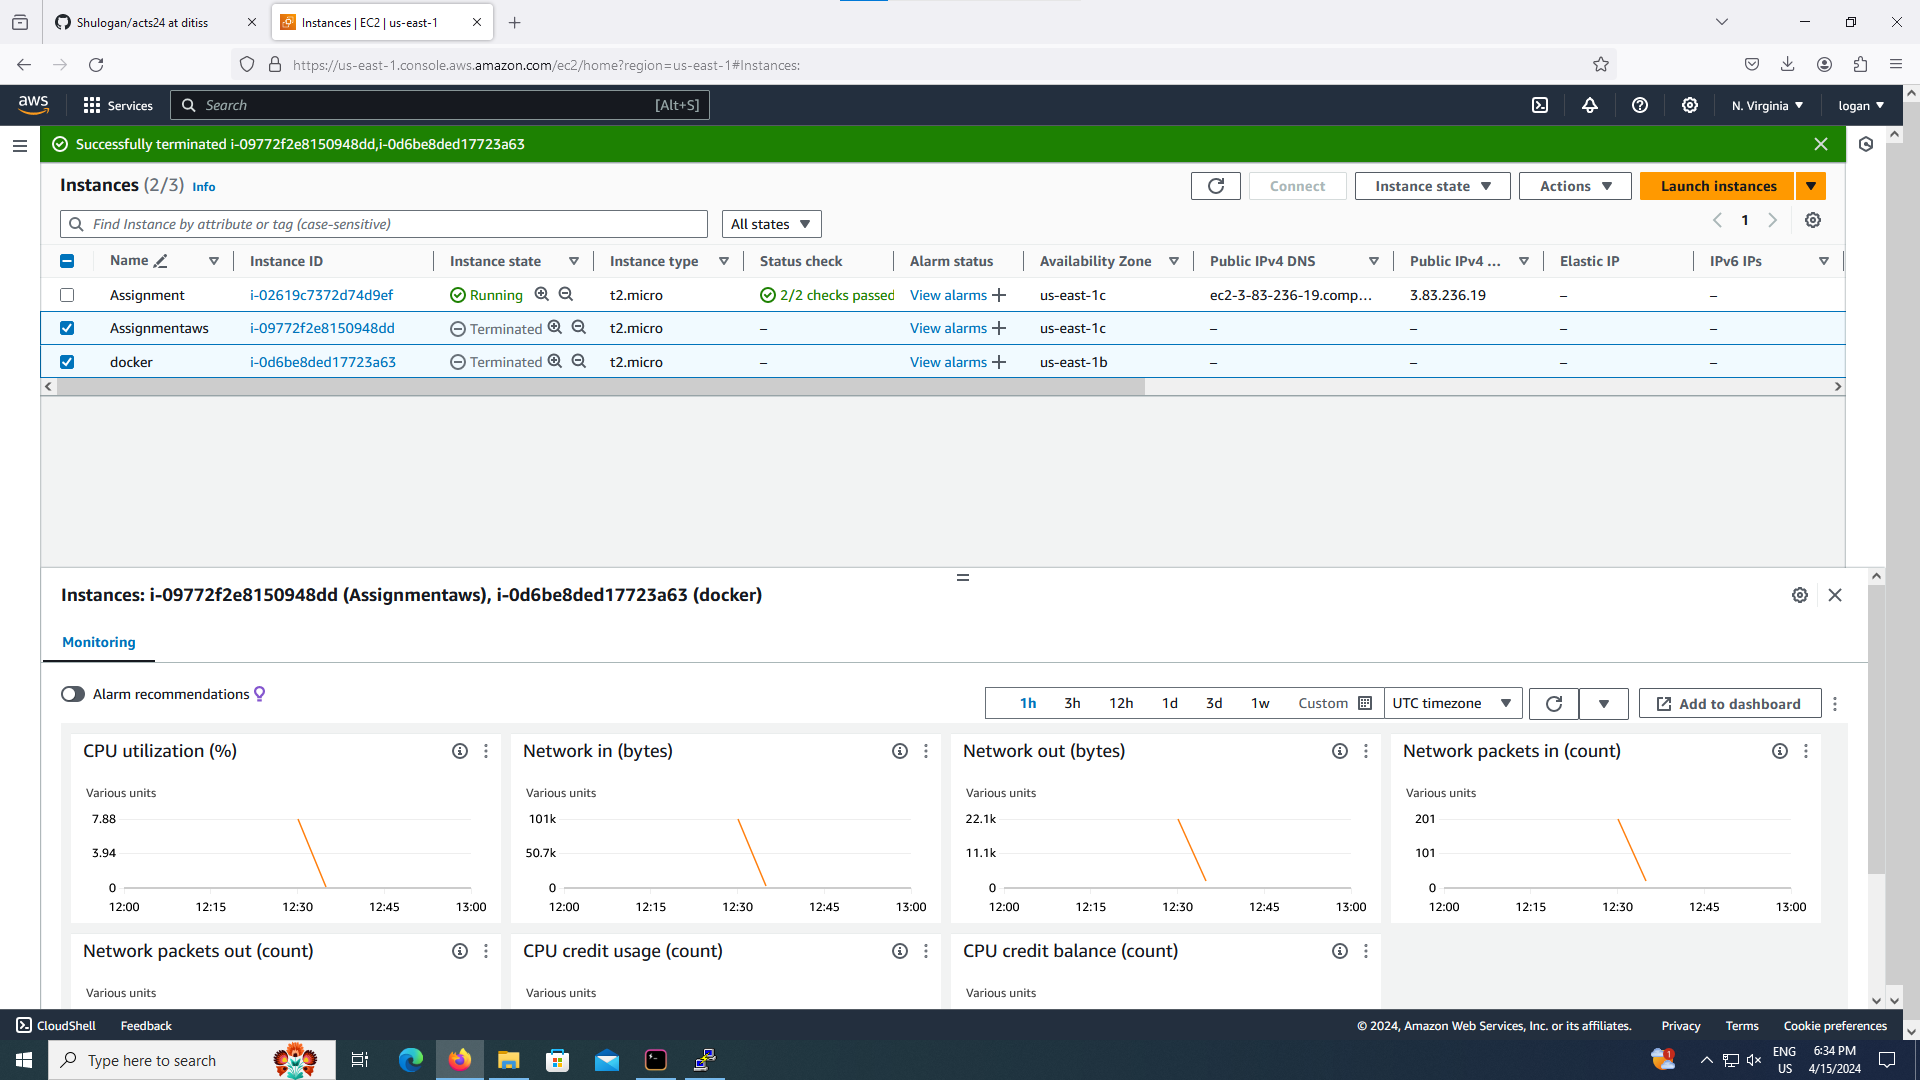 Shulogan/acts24 at ditiss
Instances | EC2 | us-east-1
https://us-east-1.console.aws.amazon.com/ec2/home?region=us-east-1#Instances:
aws
Services
Search
[Alt+S]
N. Virginia
logan
Successfully terminated i-09772f2e8150948dd,i-0d6be8ded17723a63
Instances (2/3) Info
Connect
Instance state
Actions
Launch instances
Find Instance by attribute or tag (case-sensitive)
All states
1
Name Instance ID Instance state Instance type Status check Alarm status Availability Zone Public IPv4 DNS Public IPv4 ... Elastic IP IPv6 IPs
Assignment i-02619c7372d74d9ef Running t2.micro 2/2 checks passed View alarms + us-east-1c ec2-3-83-236-19.comp... 3.83.236.19 – –
Assignmentaws i-09772f2e8150948dd Terminated t2.micro – View alarms + us-east-1c – – – –
docker i-0d6be8ded17723a63 Terminated t2.micro – View alarms + us-east-1b – – – –
Instances: i-09772f2e8150948dd (Assignmentaws), i-0d6be8ded17723a63 (docker)
Monitoring
Alarm recommendations
1h 3h 12h 1d 3d 1w Custom UTC timezone
Add to dashboard
CPU utilization (%)
Various units
7.88
3.94
0
12:00 12:15 12:30 12:45 13:00
Network in (bytes)
Various units
101k
50.7k
0
12:00 12:15 12:30 12:45 13:00
Network out (bytes)
Various units
22.1k
11.1k
0
12:00 12:15 12:30 12:45 13:00
Network packets in (count)
Various units
201
101
0
12:00 12:15 12:30 12:45 13:00
Network packets out (count)
Various units
CPU credit usage (count)
Various units
CPU credit balance (count)
Various units
CloudShell Feedback
© 2024, Amazon Web Services, Inc. or its affiliates. Privacy Terms Cookie preferences
Type here to search
1
ENG
US
6:34 PM
4/15/2024